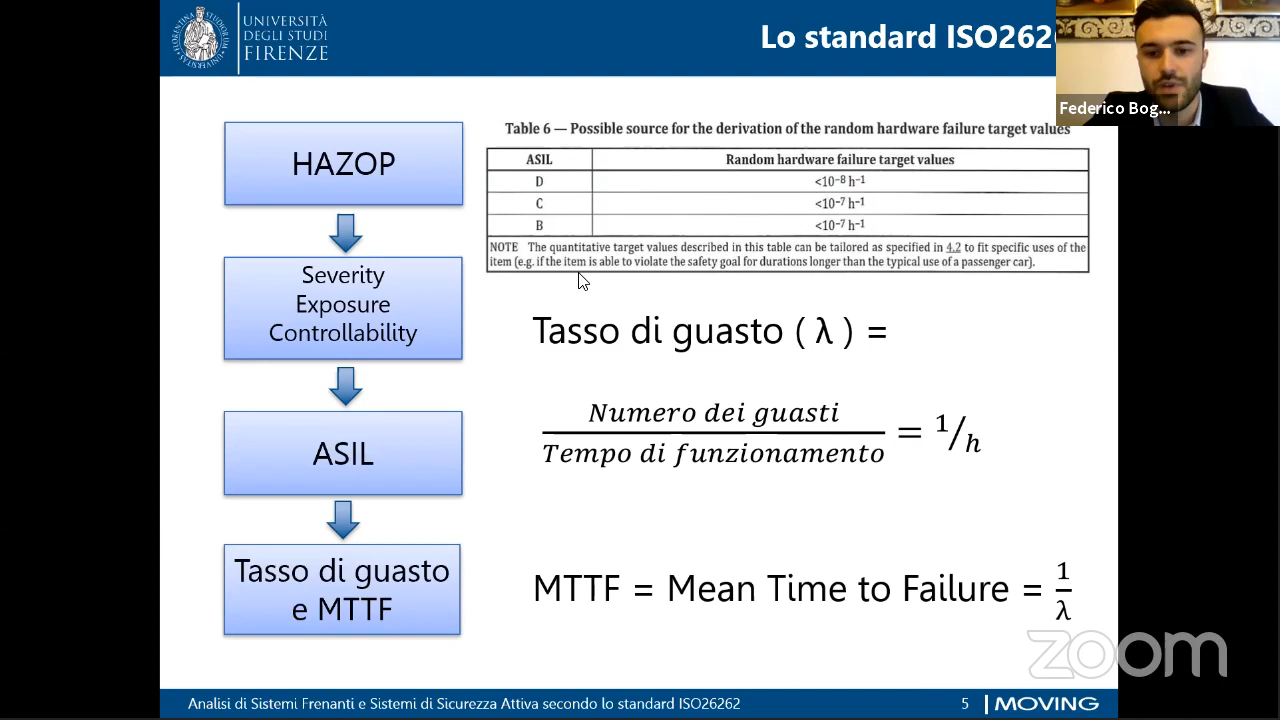 UNIVERSITÀ
DEGLI STUDI
FIRENZE
Lo standard ISO262
Federico Bog...
HAZOP
Severity
Exposure
Controllability
ASIL
Tasso di guasto
e MTTF
Table 6 — Possible source for the derivation of the random hardware failure target values
ASIL Random hardware failure target values
D <10⁻⁸ h⁻¹
C <10⁻⁷ h⁻¹
B <10⁻⁷ h⁻¹
NOTE The quantitative target values described in this table can be tailored as specified in 4.2 to fit specific uses of the
item (e.g. if the item is able to violate the safety goal for durations longer than the typical use of a passenger car).
Tasso di guasto ( λ ) =
Numero dei guasti
Tempo di funzionamento
= 1/h
MTTF = Mean Time to Failure = 1/λ
zoom
Analisi di Sistemi Frenanti e Sistemi di Sicurezza Attiva secondo lo standard ISO26262
5
MOVING